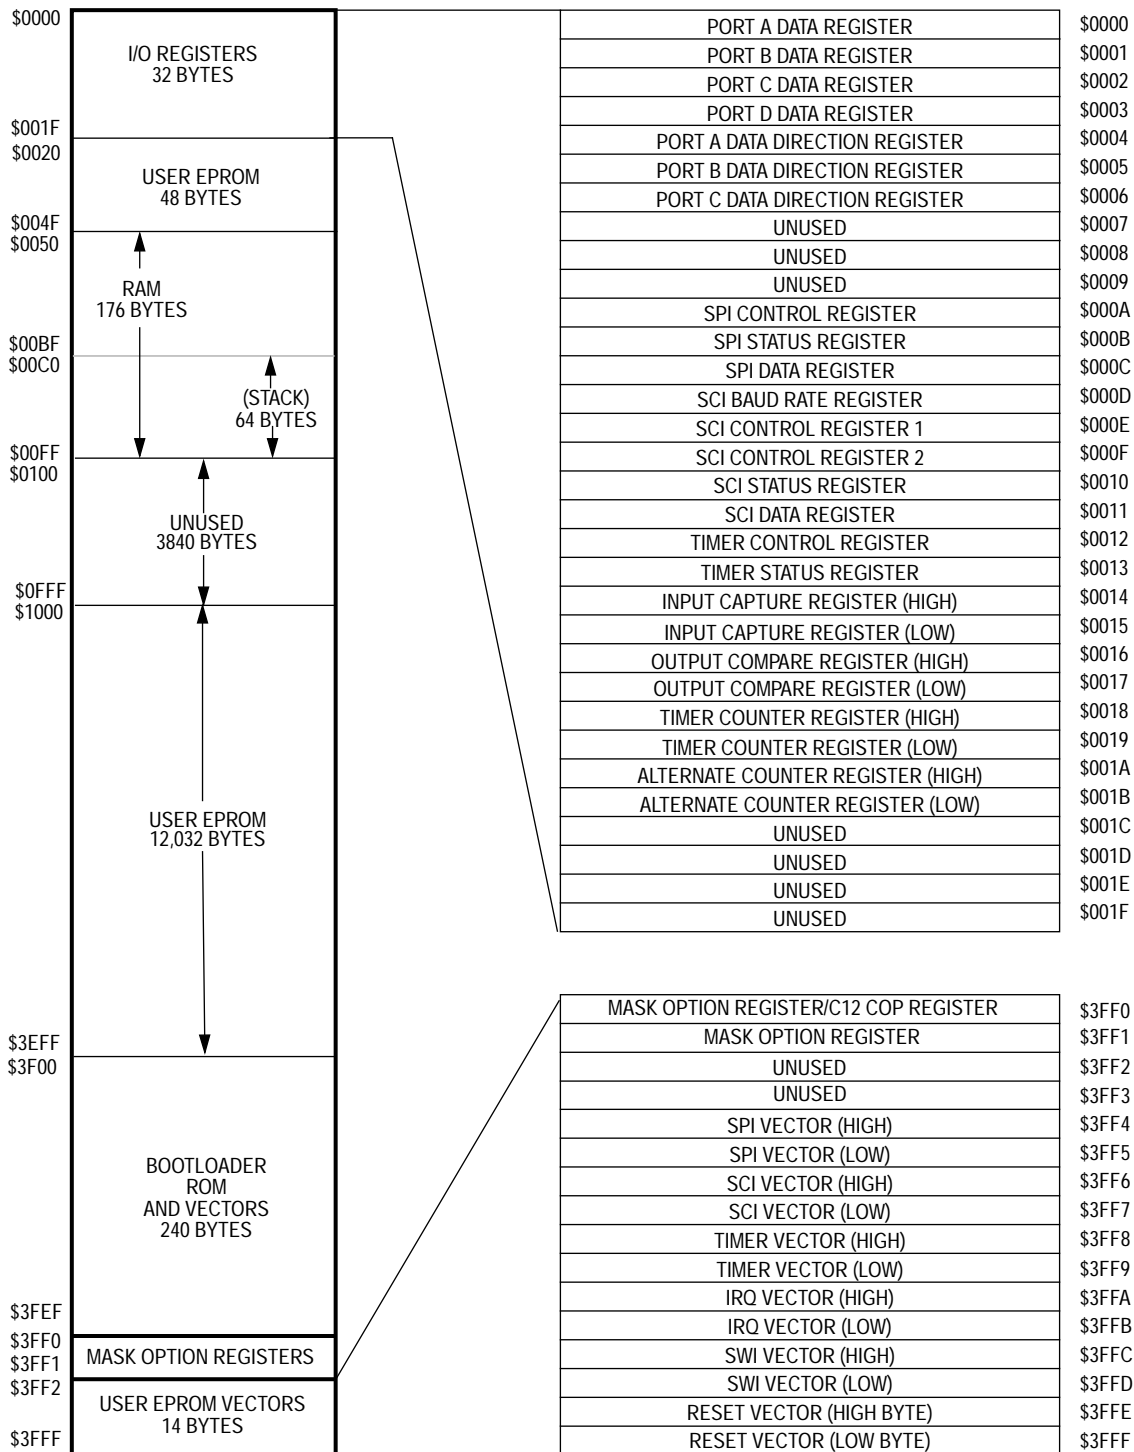 $0000
I/O REGISTERS
32 BYTES
$001F
$0020
USER EPROM
48 BYTES
$004F
$0050
RAM
176 BYTES
$00BF
$00C0
(STACK)
64 BYTES
$00FF
$0100
UNUSED
3840 BYTES
$0FFF
$1000
USER EPROM
12,032 BYTES
$3EFF
$3F00
BOOTLOADER
ROM
AND VECTORS
240 BYTES
$3FEF
$3FF0
$3FF1
MASK OPTION REGISTERS
$3FF2
USER EPROM VECTORS
14 BYTES
$3FFF
PORT A DATA REGISTER $0000
PORT B DATA REGISTER $0001
PORT C DATA REGISTER $0002
PORT D DATA REGISTER $0003
PORT A DATA DIRECTION REGISTER $0004
PORT B DATA DIRECTION REGISTER $0005
PORT C DATA DIRECTION REGISTER $0006
UNUSED $0007
UNUSED $0008
UNUSED $0009
SPI CONTROL REGISTER $000A
SPI STATUS REGISTER $000B
SPI DATA REGISTER $000C
SCI BAUD RATE REGISTER $000D
SCI CONTROL REGISTER 1 $000E
SCI CONTROL REGISTER 2 $000F
SCI STATUS REGISTER $0010
SCI DATA REGISTER $0011
TIMER CONTROL REGISTER $0012
TIMER STATUS REGISTER $0013
INPUT CAPTURE REGISTER (HIGH) $0014
INPUT CAPTURE REGISTER (LOW) $0015
OUTPUT COMPARE REGISTER (HIGH) $0016
OUTPUT COMPARE REGISTER (LOW) $0017
TIMER COUNTER REGISTER (HIGH) $0018
TIMER COUNTER REGISTER (LOW) $0019
ALTERNATE COUNTER REGISTER (HIGH) $001A
ALTERNATE COUNTER REGISTER (LOW) $001B
UNUSED $001C
UNUSED $001D
UNUSED $001E
UNUSED $001F
MASK OPTION REGISTER/C12 COP REGISTER $3FF0
MASK OPTION REGISTER $3FF1
UNUSED $3FF2
UNUSED $3FF3
SPI VECTOR (HIGH) $3FF4
SPI VECTOR (LOW) $3FF5
SCI VECTOR (HIGH) $3FF6
SCI VECTOR (LOW) $3FF7
TIMER VECTOR (HIGH) $3FF8
TIMER VECTOR (LOW) $3FF9
IRQ VECTOR (HIGH) $3FFA
IRQ VECTOR (LOW) $3FFB
SWI VECTOR (HIGH) $3FFC
SWI VECTOR (LOW) $3FFD
RESET VECTOR (HIGH BYTE) $3FFE
RESET VECTOR (LOW BYTE) $3FFF